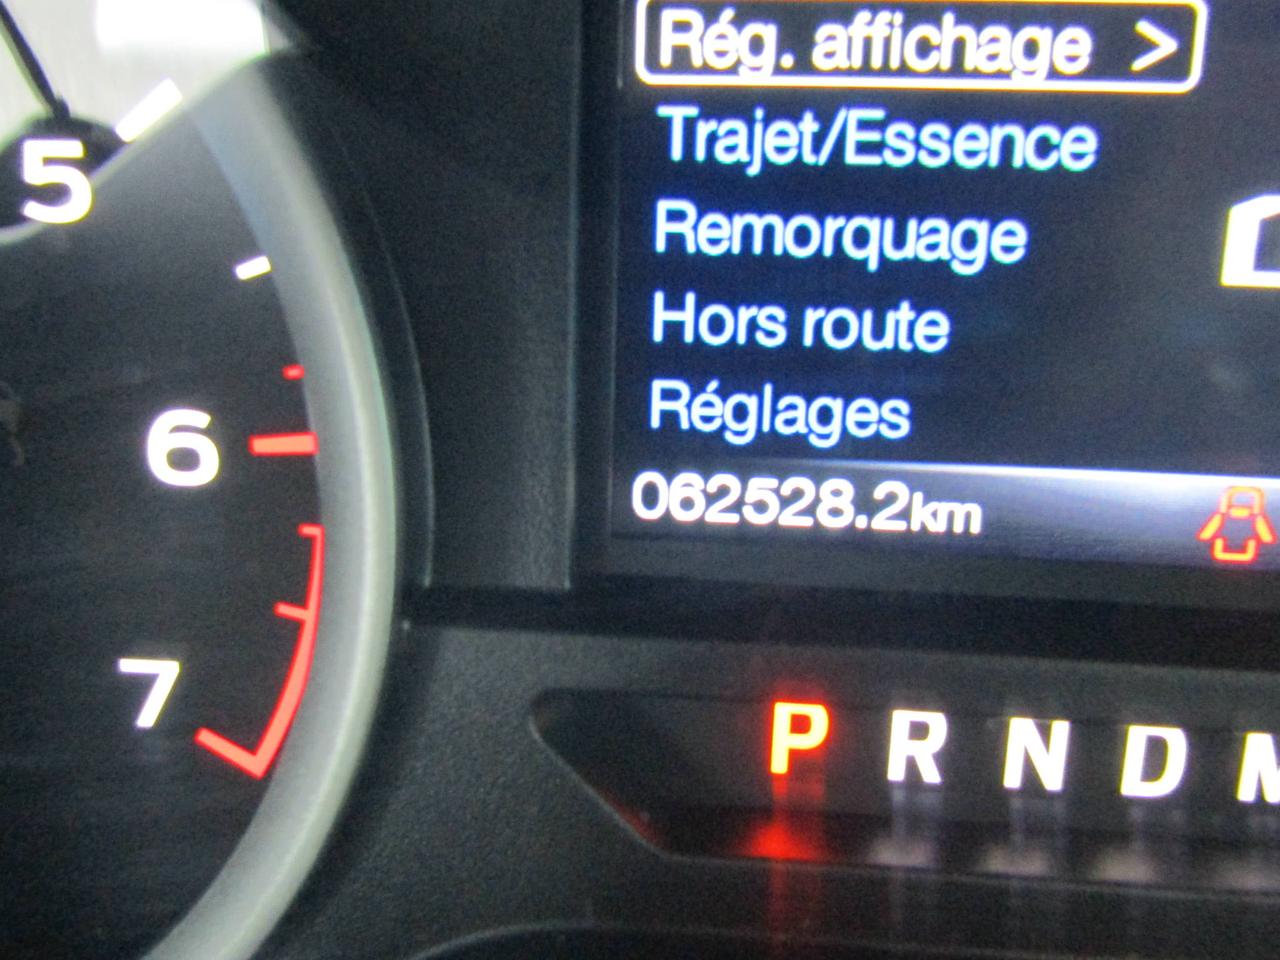 Rég. affichage >
Trajet/Essence
Remorquage
Hors route
Réglages
062528.2km
5
6
7
P R N D M